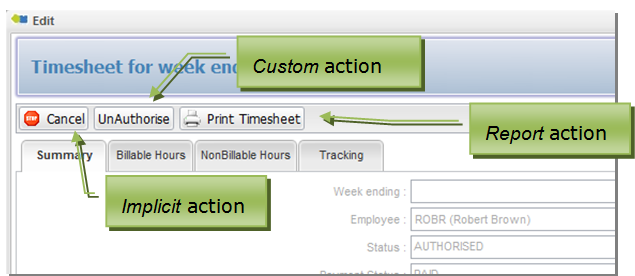 Edit
Timesheet for week end
Custom action
STOP Cancel
UnAuthorise
Print Timesheet
Report action
Summary
Billable Hours
NonBillable Hours
Tracking
Implicit action
Week ending :
Employee : ROBR (Robert Brown)
Status : AUTHORISED
Payment Status : PAID